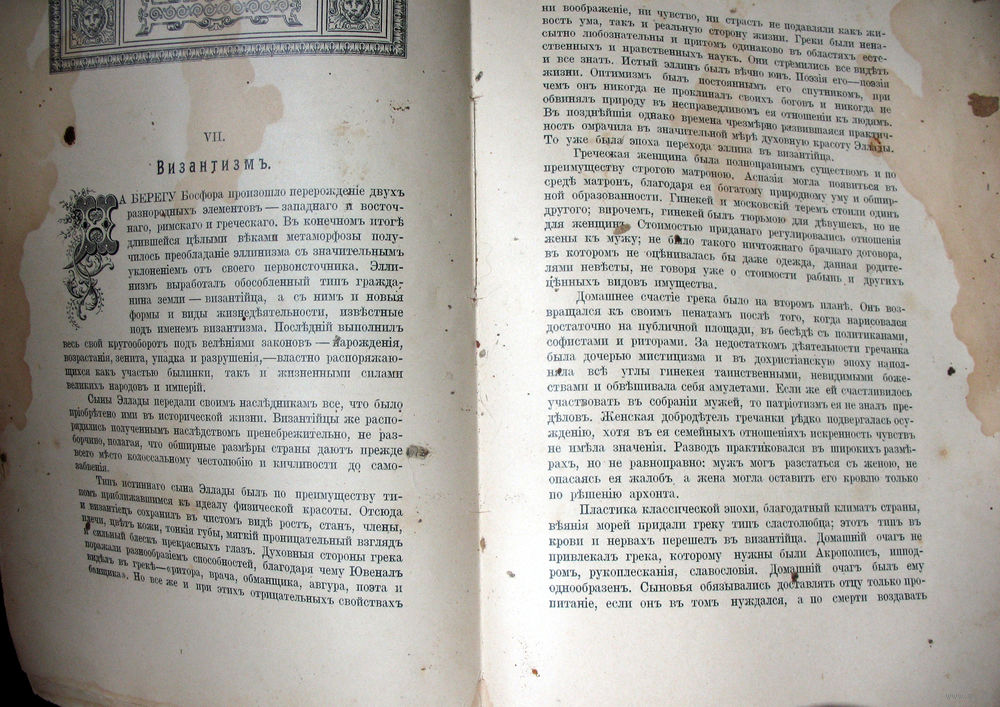 VII.
Византизмъ.
НА БЕРЕГУ Босфора произошло перерожденіе двухъ
разнородныхъ элементовъ — западнаго и восточ-
наго, римскаго и греческаго. Въ конечномъ итогѣ
длившейся цѣлыми вѣками метаморфозы полу-
чилось преобладаніе эллинизма съ значительнымъ
уклоненіемъ отъ своего первоисточника. Элли-
низмъ выработалъ обособленный типъ гражда-
нина земли — византійца, а съ нимъ и новыя
формы и виды жизнедѣятельности, извѣстные
подъ именемъ византизма. Послѣдній выполнилъ
весь свой кругооборотъ подъ велѣніями законовъ — нарожденія,
возрастанія, зенита, упадка и разрушенія, — властно распоряжаю-
щихся какъ участью былинки, такъ и жизненными силами
великихъ народовъ и имперій.
Сыны Эллады передали своимъ наслѣдникамъ все, что было
пріобрѣтено ими въ исторической жизни. Византійцы же распо-
рядились полученнымъ наслѣдствомъ пренебрежительно, не раз-
борчиво, полагая, что обширные размѣры страны даютъ прежде
всего мѣсто колоссальному честолюбію и кичливости до само-
забвенія.
Типъ истиннаго сына Эллады былъ по преимуществу ти-
помъ приближавшимся къ идеалу физической красоты. Отсюда
и византіецъ сохранилъ въ чистомъ видѣ ростъ, станъ, члены,
плечи, цвѣтъ кожи, тонкія губы, мягкій проницательный взглядъ
и сильный блескъ прекрасныхъ глазъ. Духовныя стороны грека
поражали разнообразіемъ способностей, благодаря чему Ювеналъ
видѣлъ въ грекѣ — «ритора, врача, обманщика, авгура, поэта и
банщика». Но все же и при этихъ отрицательныхъ свойствахъ
ни воображеніе, ни чувство, ни страсть не подавляли какъ жи-
вость ума, такъ и реальную сторону жизни. Греки были нена-
сытно любознательны и притомъ одинаково въ областяхъ есте-
ственныхъ и нравственныхъ наукъ. Они стремились все видѣть
и все знать. Истый эллинъ былъ вѣчно юнъ. Поэзія его — поэзія
жизни. Оптимизмъ былъ постояннымъ его спутникомъ, при
чемъ онъ никогда не проклиналъ своихъ боговъ и никогда не
обвинялъ природу въ несправедливомъ ея отношеніи къ людямъ.
Въ позднѣйшія однако времена чрезмѣрно развившаяся практич-
ность омрачила въ значительной мѣрѣ духовную красоту Эллады.
То уже была эпоха перехода эллина въ византійца.
Греческая женщина была полноправнымъ существомъ и по
преимуществу строгою матроною. Аспазія могла появиться въ
средѣ матронъ, благодаря ея богатому природному уму и обшир-
ной образованности. Гинекей и московскій теремъ стоили одинъ
другого; впрочемъ, гинекей былъ тюрьмою для дѣвушекъ, но не
для женщинъ. Стоимостью приданаго регулировались отношенія
жены къ мужу; не было такого ничтожнаго брачнаго договора,
въ которомъ не оцѣнивалась бы даже одежда, данная родите-
лями невѣсты, не говоря уже о стоимости рабынь и другихъ
цѣнныхъ видовъ имущества.
Домашнее счастіе грека было на второмъ планѣ. Онъ воз-
вращался къ своимъ пенатамъ послѣ того, когда нарисовался
достаточно на публичной площади, въ бесѣдѣ съ политиканами,
софистами и риторами. За недостаткомъ дѣятельности гречанка
была дочерью мистицизма и въ дохристіанскую эпоху напол-
няла всѣ углы гинекея таинственными, невидимыми боже-
ствами и обвѣшивала себя амулетами. Если же ей счастливилось
участвовать въ собраніи мужей, то патріотизмъ ея не зналъ пре-
дѣловъ. Женская добродѣтель гречанки рѣдко подвергалась осу-
жденію, хотя въ ея семейныхъ отношеніяхъ искренность чувствъ
не имѣла значенія. Разводъ практиковался въ широкихъ размѣ-
рахъ, но не равноправно: мужъ могъ разстаться съ женою, не
опасаясь ея жалобъ, а жена могла оставить его кровлю только
по рѣшенію архонта.
Пластика классической эпохи, благодатный климатъ страны,
вѣянія морей придали греку типъ сластолюбца; этотъ типъ въ
крови и нервахъ перешелъ въ византійца. Домашній очагъ не
привлекалъ грека, которому нужны были Акрополисъ, иппод-
ромъ, рукоплесканія, славословія. Домашній очагъ былъ ему
однообразенъ. Сыновья обязывались доставлять отцу только про-
питаніе, если онъ въ томъ нуждался, а по смерти воздавать